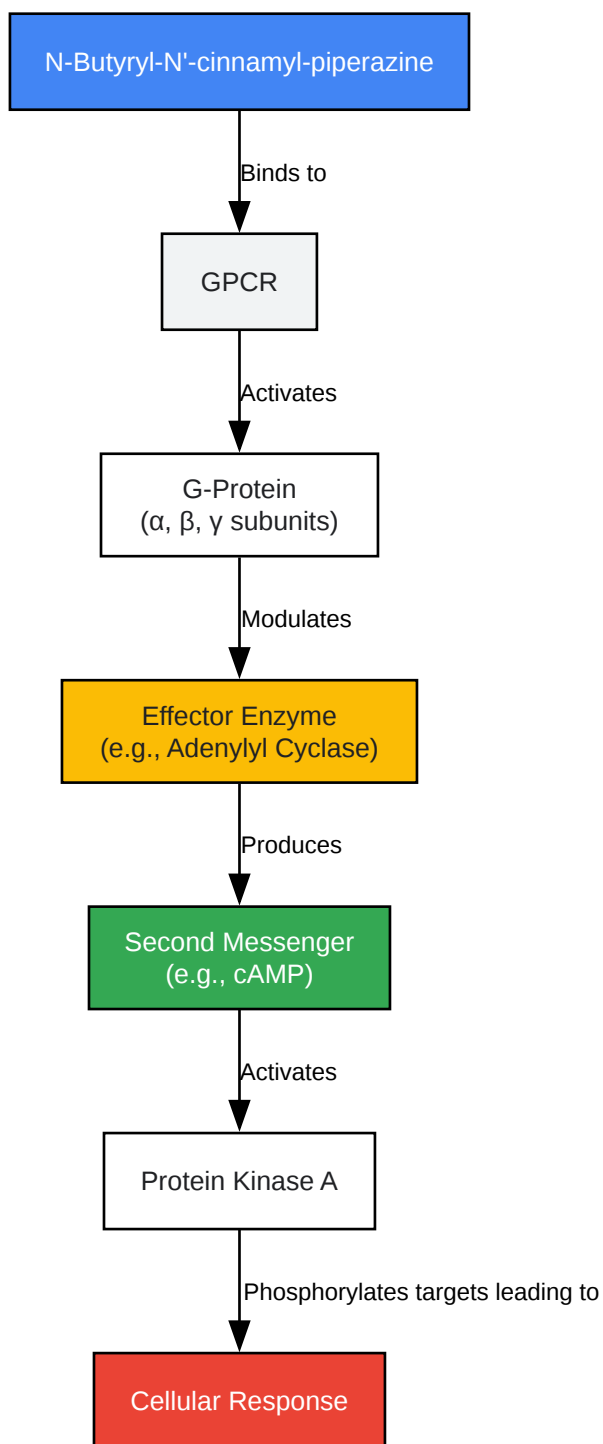 N-Butyryl-N'-cinnamyl-piperazine
Binds to
GPCR
Activates
G-Protein
(α, β, γ subunits)
Modulates
Effector Enzyme
(e.g., Adenylyl Cyclase)
Produces
Second Messenger
(e.g., cAMP)
Activates
Protein Kinase A
Phosphorylates targets leading to
Cellular Response